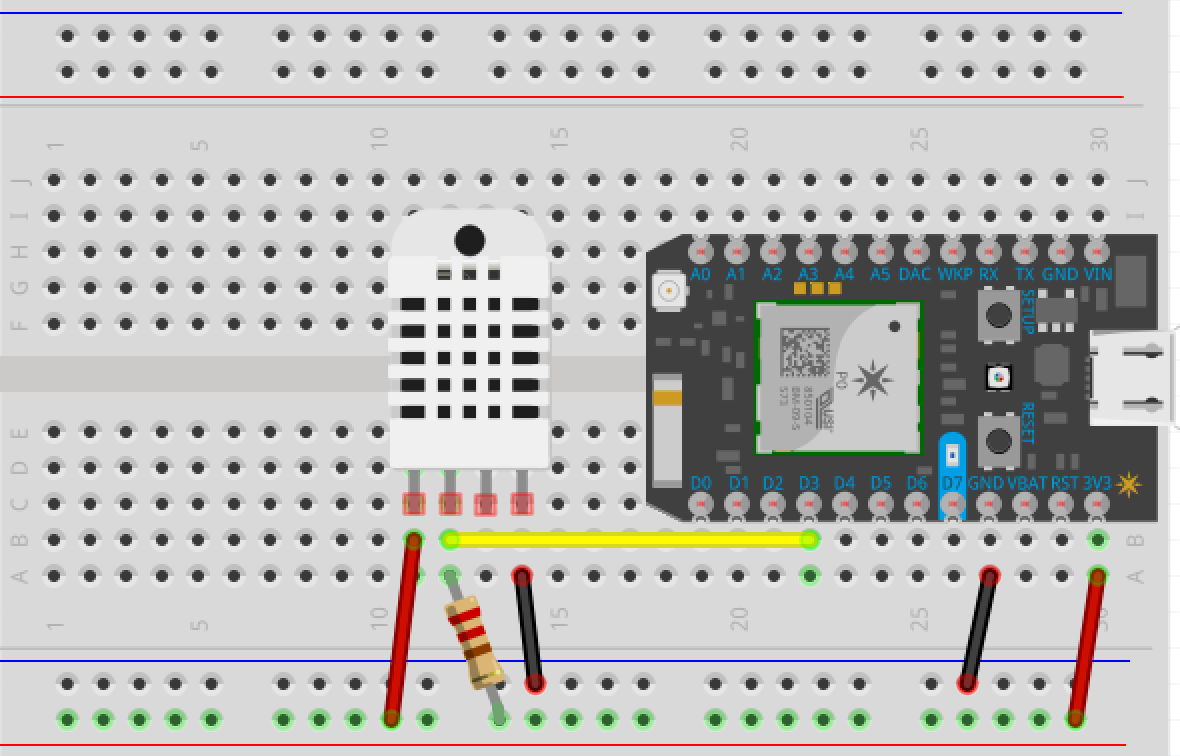 1 5 10 15 20 25 30
J J
I I
H
G
F
E
D
C
B B
A A
A0 A1 A2 A3 A4 A5 DAC WKP RX TX GND VIN
SETUP
P0
RESET
D0 D1 D2 D3 D4 D5 D6 D7 GND VBAT RST 3V3
1 5 10 15 20 25 30